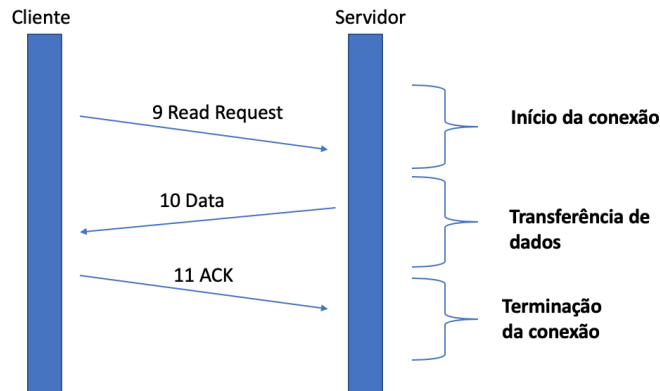 Cliente
Servidor
9 Read Request
Início da conexão
10 Data
Transferência de
dados
11 ACK
Terminação
da conexão